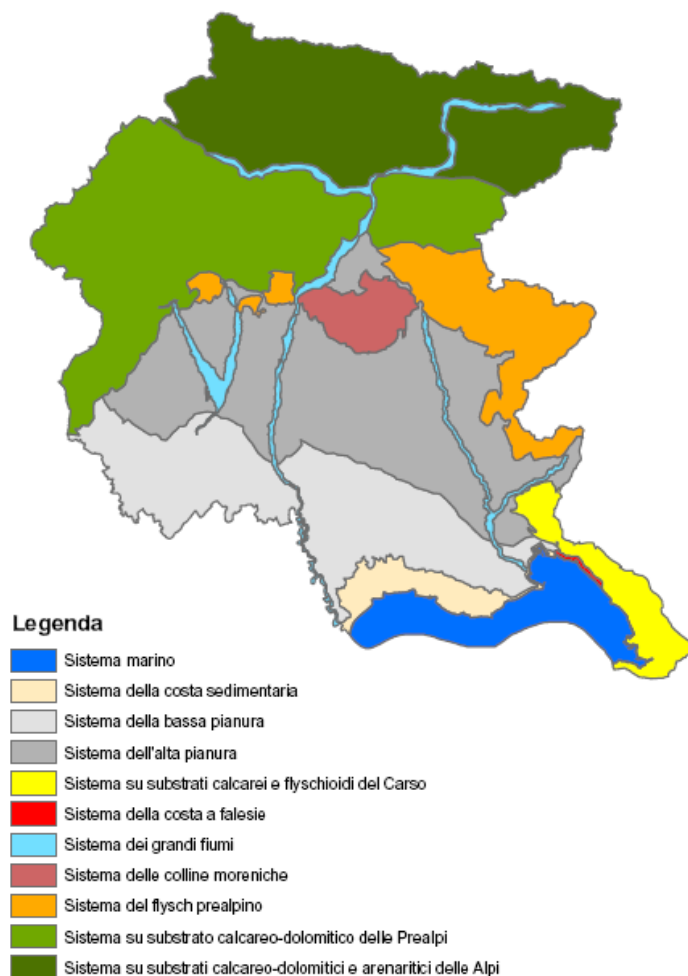 Legenda
Sistema marino
Sistema della costa sedimentaria
Sistema della bassa pianura
Sistema dell'alta pianura
Sistema su substrati calcarei e flyschioidi del Carso
Sistema della costa a falesie
Sistema dei grandi fiumi
Sistema delle colline moreniche
Sistema del flysch prealpino
Sistema su substrato calcareo-dolomitico delle Prealpi
Sistema su substrati calcareo-dolomitici e arenaritici delle Alpi